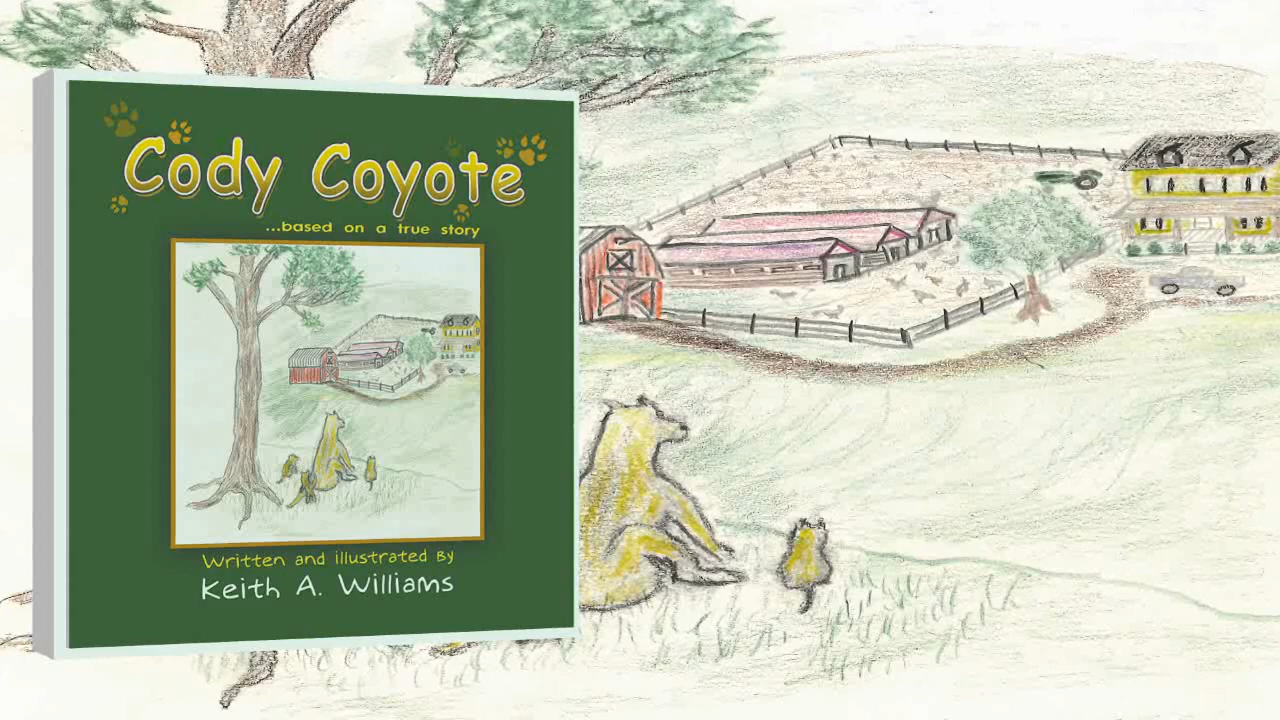 Cody Coyote
...based on a true story
Written and illustrated By
Keith A. Williams